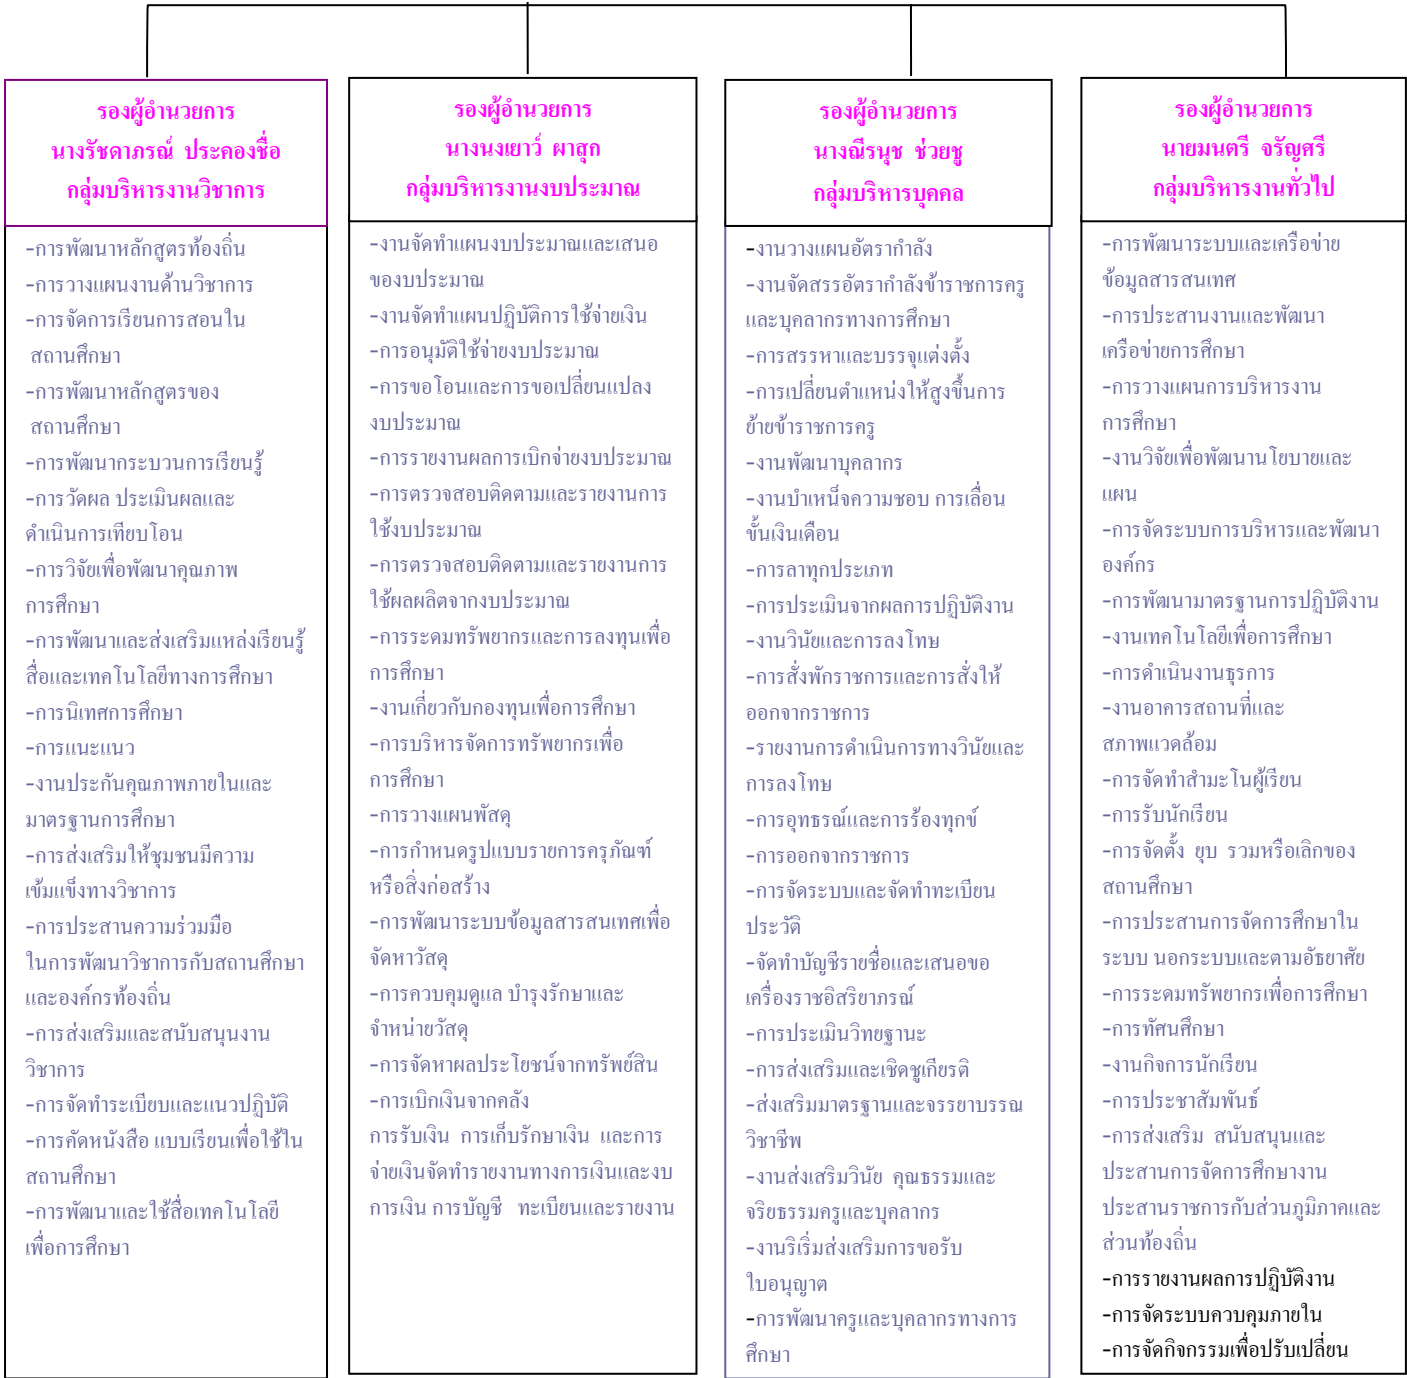 รองผู้อำนวยการ
นางรัชดาภรณ์ ประคองชื่อ
กลุ่มบริหารงานวิชาการ
-การพัฒนาหลักสูตรท้องถิ่น
-การวางแผนงานด้านวิชาการ
-การจัดการเรียนการสอนใน
สถานศึกษา
-การพัฒนาหลักสูตรของ
สถานศึกษา
-การพัฒนากระบวนการเรียนรู้
-การวัดผล ประเมินผลและ
ดำเนินการเทียบโอน
-การวิจัยเพื่อพัฒนาคุณภาพ
การศึกษา
-การพัฒนาและส่งเสริมแหล่งเรียนรู้
สื่อและเทคโนโลยีทางการศึกษา
-การนิเทศการศึกษา
-การแนะแนว
-งานประกันคุณภาพภายในและ
มาตรฐานการศึกษา
-การส่งเสริมให้ชุมชนมีความ
เข้มแข็งทางวิชาการ
-การประสานความร่วมมือ
ในการพัฒนาวิชาการกับสถานศึกษา
และองค์กรท้องถิ่น
-การส่งเสริมและสนับสนุนงาน
วิชาการ
-การจัดทำระเบียบและแนวปฏิบัติ
-การคัดหนังสือ แบบเรียนเพื่อใช้ใน
สถานศึกษา
-การพัฒนาและใช้สื่อเทคโนโลยี
เพื่อการศึกษา
รองผู้อำนวยการ
นางนงเยาว์ ผาสุก
กลุ่มบริหารงานงบประมาณ
-งานจัดทำแผนงบประมาณและเสนอ
ของบประมาณ
-งานจัดทำแผนปฏิบัติการใช้จ่ายเงิน
-การอนุมัติใช้จ่ายงบประมาณ
-การขอโอนและการขอเปลี่ยนแปลง
งบประมาณ
-การรายงานผลการเบิกจ่ายงบประมาณ
-การตรวจสอบติดตามและรายงานการ
ใช้งบประมาณ
-การตรวจสอบติดตามและรายงานการ
ใช้ผลผลิตจากงบประมาณ
-การระดมทรัพยากรและการลงทุนเพื่อ
การศึกษา
-งานเกี่ยวกับกองทุนเพื่อการศึกษา
-การบริหารจัดการทรัพยากรเพื่อ
การศึกษา
-การวางแผนพัสดุ
-การกำหนดรูปแบบรายการครุภัณฑ์
หรือสิ่งก่อสร้าง
-การพัฒนาระบบข้อมูลสารสนเทศเพื่อ
จัดหาวัสดุ
-การควบคุมดูแล บำรุงรักษาและ
จำหน่ายวัสดุ
-การจัดหาผลประโยชน์จากทรัพย์สิน
-การเบิกเงินจากคลัง
การรับเงิน การเก็บรักษาเงิน และการ
จ่ายเงินจัดทำรายงานทางการเงินและงบ
การเงิน การบัญชี ทะเบียนและรายงาน
รองผู้อำนวยการ
นางณีรนุช ช่วยชู
กลุ่มบริหารบุคคล
-งานวางแผนอัตรากำลัง
-งานจัดสรรอัตรากำลังข้าราชการครู
และบุคลากรทางการศึกษา
-การสรรหาและบรรจุแต่งตั้ง
-การเปลี่ยนตำแหน่งให้สูงขึ้นการ
ย้ายข้าราชการครู
-งานพัฒนาบุคลากร
-งานบำเหน็จความชอบ การเลื่อน
ขั้นเงินเดือน
-การลาทุกประเภท
-การประเมินจากผลการปฏิบัติงาน
-งานวินัยและการลงโทษ
-การสั่งพักราชการและการสั่งให้
ออกจากราชการ
-รายงานการดำเนินการทางวินัยและ
การลงโทษ
-การอุทธรณ์และการร้องทุกข์
-การออกจากราชการ
-การจัดระบบและจัดทำทะเบียน
ประวัติ
-จัดทำบัญชีรายชื่อและเสนอขอ
เครื่องราชอิสริยาภรณ์
-การประเมินวิทยฐานะ
-การส่งเสริมและเชิดชูเกียรติ
-ส่งเสริมมาตรฐานและจรรยาบรรณ
วิชาชีพ
-งานส่งเสริมวินัย คุณธรรมและ
จริยธรรมครูและบุคลากร
-งานริเริ่มส่งเสริมการขอรับ
ใบอนุญาต
-การพัฒนาครูและบุคลากรทางการ
ศึกษา
รองผู้อำนวยการ
นายมนตรี จรัญศรี
กลุ่มบริหารงานทั่วไป
-การพัฒนาระบบและเครือข่าย
ข้อมูลสารสนเทศ
-การประสานงานและพัฒนา
เครือข่ายการศึกษา
-การวางแผนการบริหารงาน
การศึกษา
-งานวิจัยเพื่อพัฒนานโยบายและ
แผน
-การจัดระบบการบริหารและพัฒนา
องค์กร
-การพัฒนามาตรฐานการปฏิบัติงาน
-งานเทคโนโลยีเพื่อการศึกษา
-การดำเนินงานธุรการ
-งานอาคารสถานที่และ
สภาพแวดล้อม
-การจัดทำสำมะโนผู้เรียน
-การรับนักเรียน
-การจัดตั้ง ยุบ รวมหรือเลิกของ
สถานศึกษา
-การประสานการจัดการศึกษาใน
ระบบ นอกระบบและตามอัธยาศัย
-การระดมทรัพยากรเพื่อการศึกษา
-การทัศนศึกษา
-งานกิจการนักเรียน
-การประชาสัมพันธ์
-การส่งเสริม สนับสนุนและ
ประสานการจัดการศึกษางาน
ประสานราชการกับส่วนภูมิภาคและ
ส่วนท้องถิ่น
-การรายงานผลการปฏิบัติงาน
-การจัดระบบควบคุมภายใน
-การจัดกิจกรรมเพื่อปรับเปลี่ยน